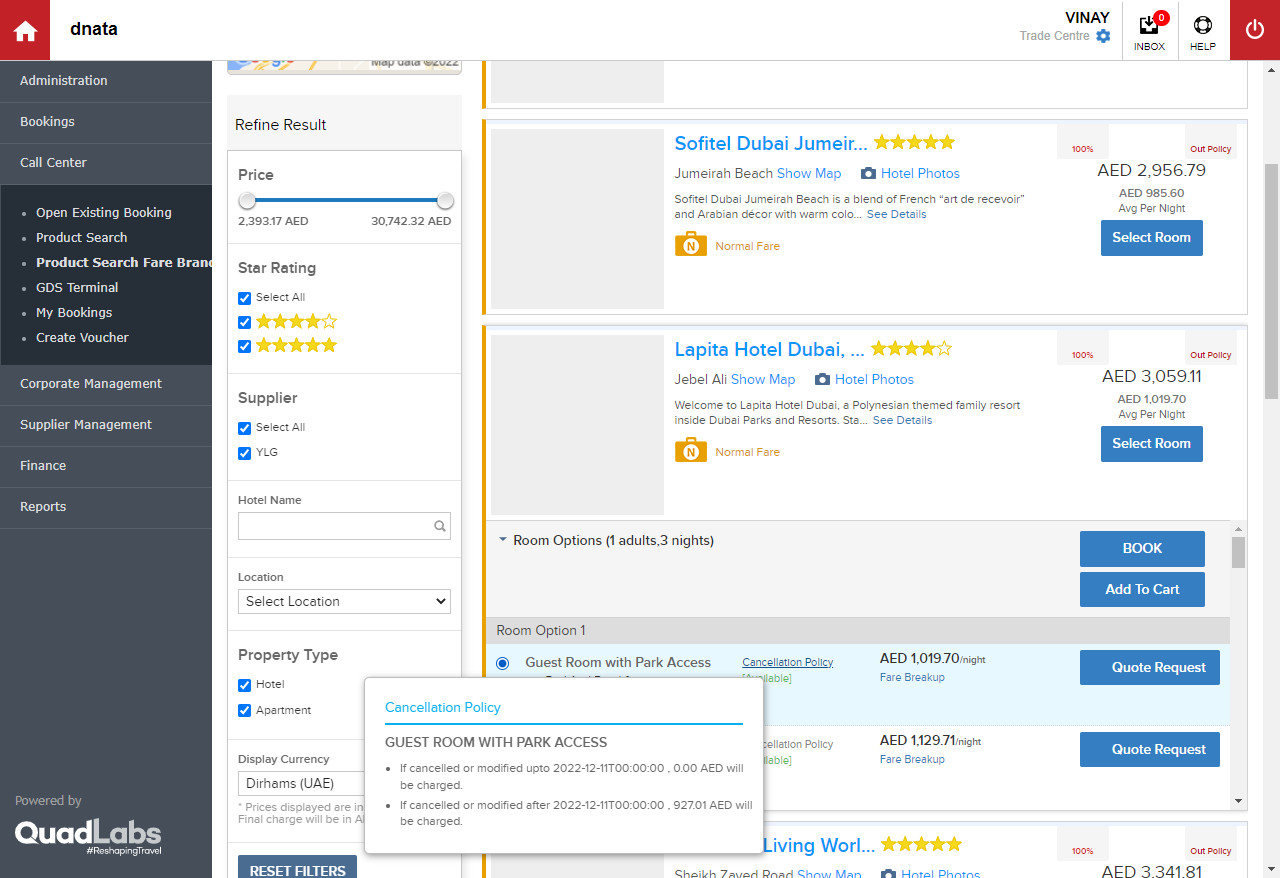 dnata
VINAY
Trade Centre
0
INBOX
HELP
Administration
Bookings
Call Center
Open Existing Booking
Product Search
Product Search Fare Bran
GDS Terminal
My Bookings
Create Voucher
Corporate Management
Supplier Management
Finance
Reports
Powered by
QuadLabs
#ReshapingTravel
Map data ©2022
Refine Result
Price
2,393.17 AED 30,742.32 AED
Star Rating
Select All
Supplier
Select All
YLG
Hotel Name
Location
Select Location
Property Type
Hotel
Apartment
Display Currency
Dirhams (UAE)
* Prices displayed are in
Final charge will be in A
RESET FILTERS
Sofitel Dubai Jumeir...
Jumeirah Beach Show Map Hotel Photos
Sofitel Dubai Jumeirah Beach is a blend of French “art de recevoir”
and Arabian décor with warm colo... See Details
N Normal Fare
100% Out Policy
AED 2,956.79
AED 985.60
Avg Per Night
Select Room
Lapita Hotel Dubai, ...
Jebel Ali Show Map Hotel Photos
Welcome to Lapita Hotel Dubai, a Polynesian themed family resort
inside Dubai Parks and Resorts. Sta... See Details
N Normal Fare
100% Out Policy
AED 3,059.11
AED 1,019.70
Avg Per Night
Select Room
Room Options (1 adults,3 nights)
BOOK
Add To Cart
Room Option 1
Guest Room with Park Access
Cancellation Policy
AED 1,019.70/night
Fare Breakup
Quote Request
Cancellation Policy
GUEST ROOM WITH PARK ACCESS
If cancelled or modified upto 2022-12-11T00:00:00 , 0.00 AED will
be charged.
If cancelled or modified after 2022-12-11T00:00:00 , 927.01 AED will
be charged.
cellation Policy
ilable]
AED 1,129.71/night
Fare Breakup
Quote Request
Living Worl...
Sheikh Zayed Road Show Map Hotel Photos
100% Out Policy
AED 3,341.81